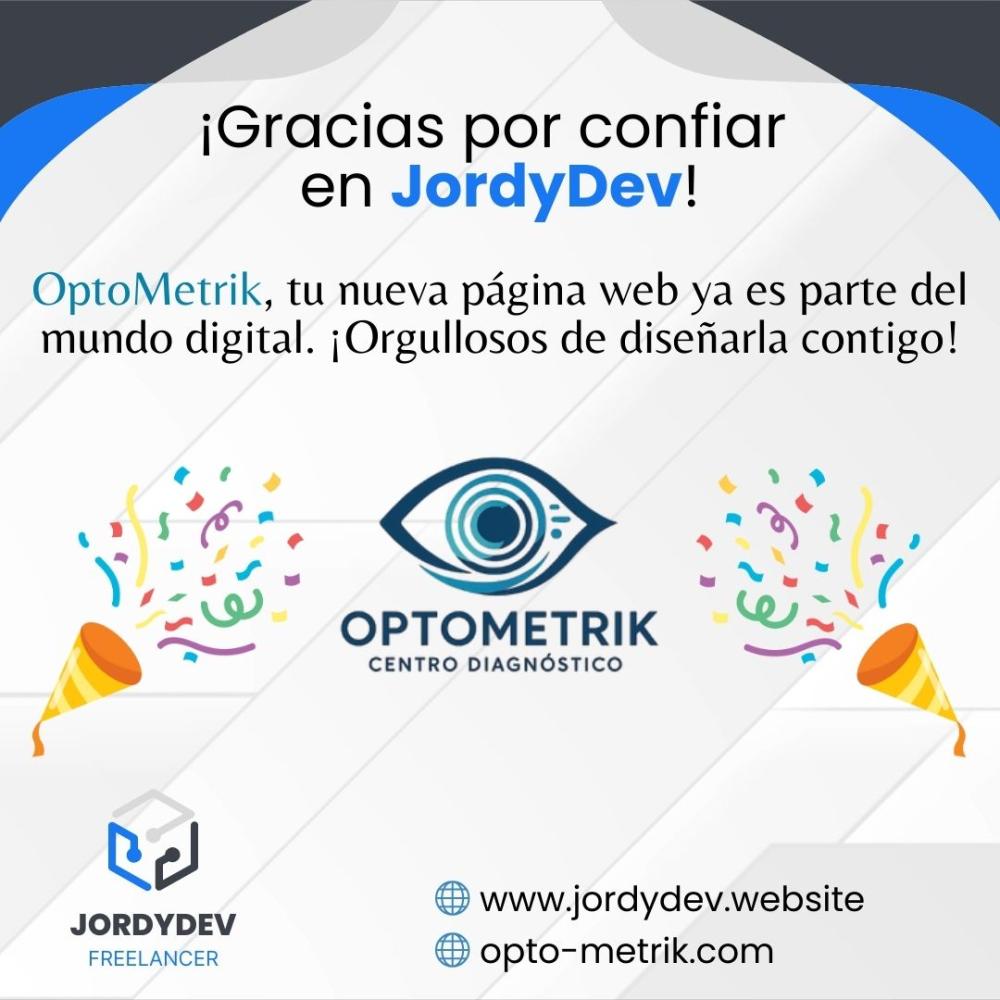 ¡Gracias por confiar
en JordyDev!
OptoMetrik, tu nueva página web ya es parte del
mundo digital. ¡Orgullosos de diseñarla contigo!
OPTOMETRIK
CENTRO DIAGNÓSTICO
JORDYDEV
FREELANCER
www.jordydev.website
opto-metrik.com